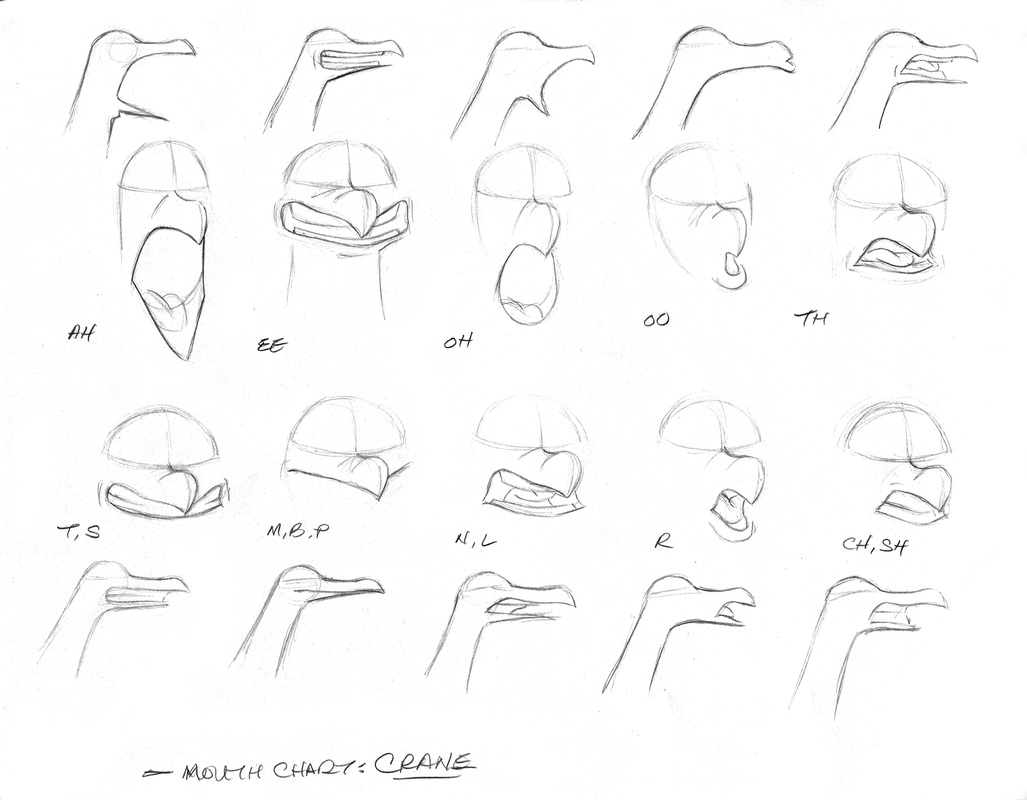 AH
EE
OH
OO
TH
T, S
M, B, P
N, L
R
CH, SH
— MOUTH CHART: CRANE